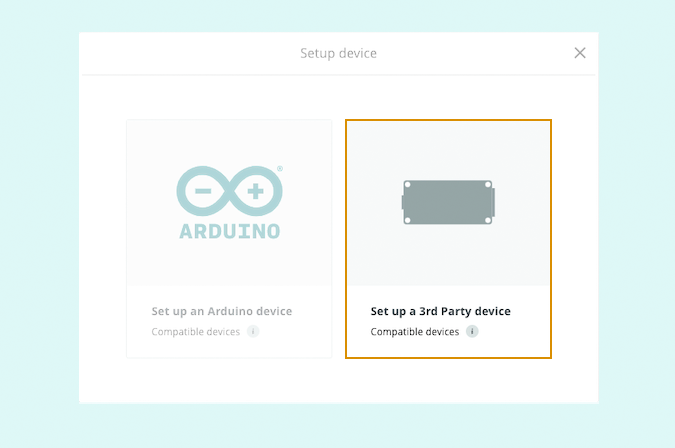 Setup device
ARDUINO
Set up an Arduino device
Compatible devices i
Set up a 3rd Party device
Compatible devices i